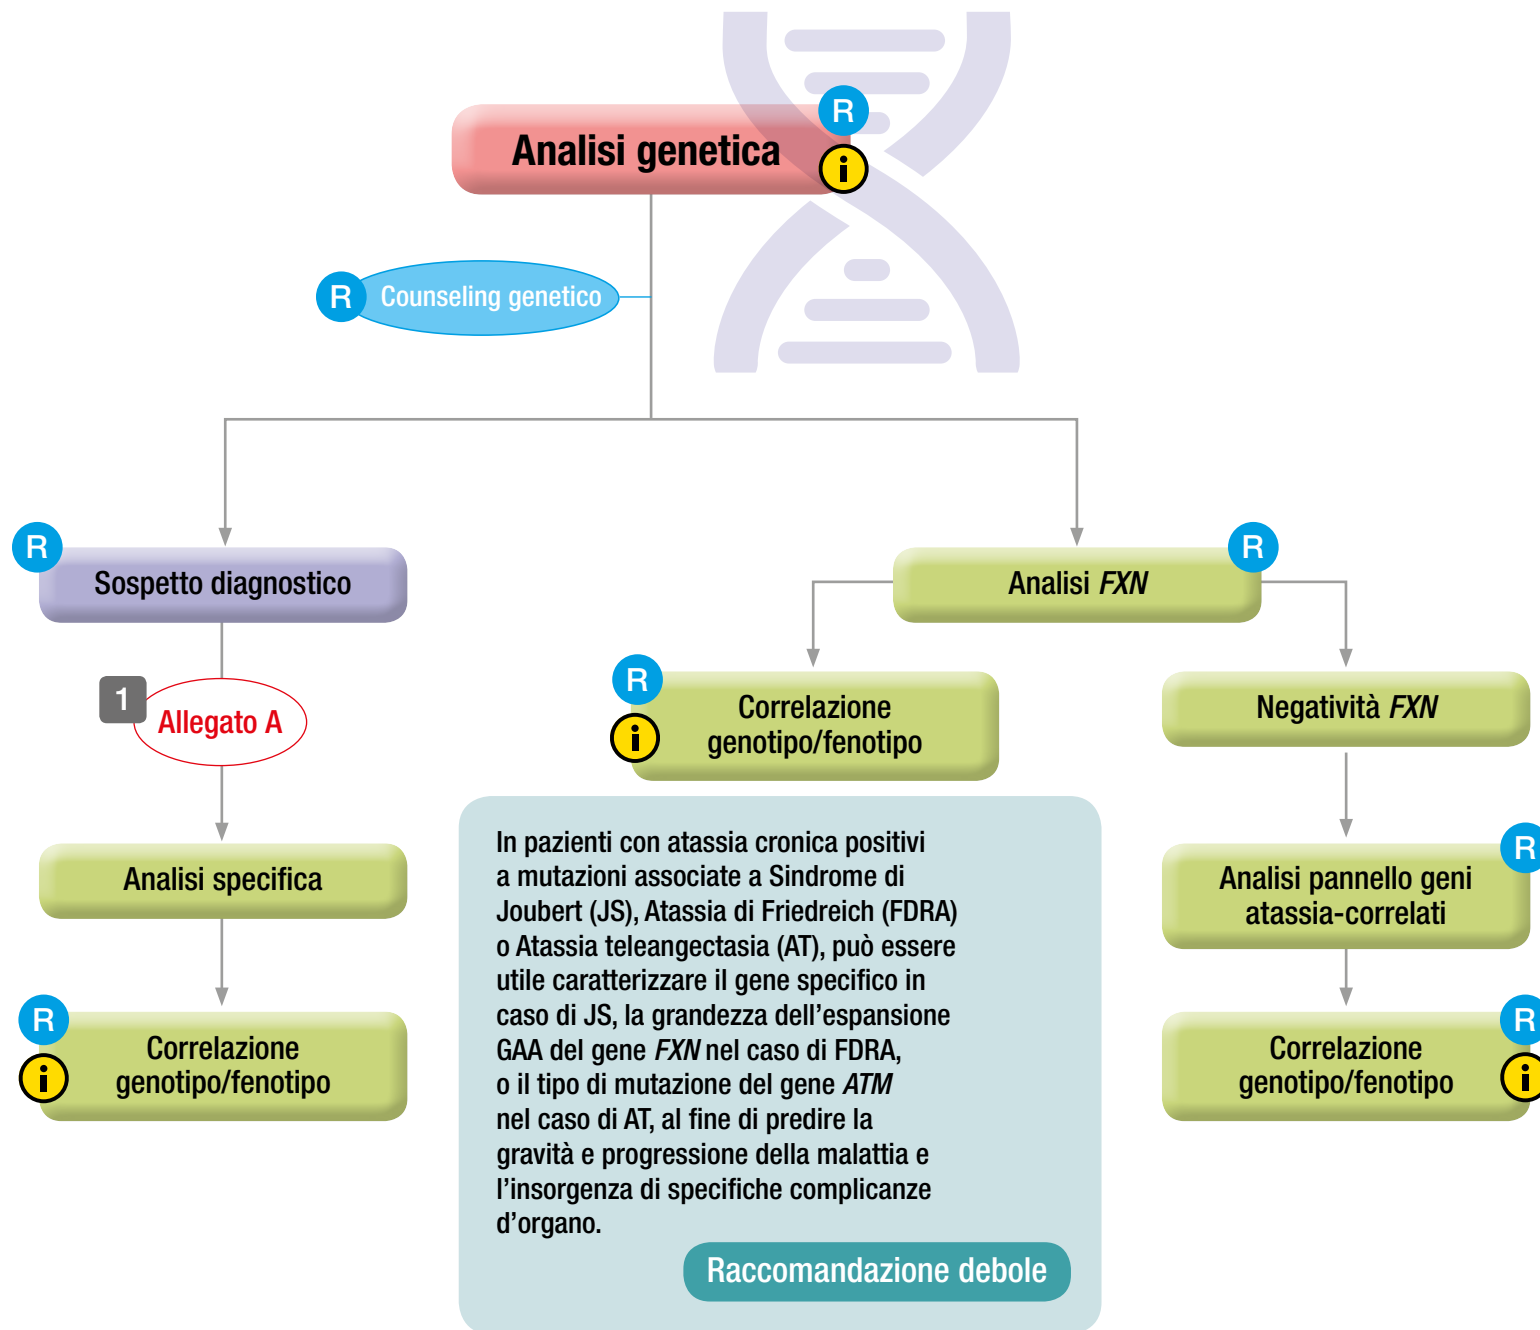 Analisi genetica
R
i
R
Counseling genetico
R
Sospetto diagnostico
1
Allegato A
Analisi specifica
R
i
Correlazione
genotipo/fenotipo
Analisi FXN
R
R
i
Correlazione
genotipo/fenotipo
Negatività FXN
R
Analisi pannello geni
atassia-correlati
R
i
Correlazione
genotipo/fenotipo
In pazienti con atassia cronica positivi
a mutazioni associate a Sindrome di
Joubert (JS), Atassia di Friedreich (FDRA)
o Atassia teleangectasia (AT), può essere
utile caratterizzare il gene specifico in
caso di JS, la grandezza dell'espansione
GAA del gene FXN nel caso di FDRA,
o il tipo di mutazione del gene ATM
nel caso di AT, al fine di predire la
gravità e progressione della malattia e
l'insorgenza di specifiche complicanze
d'organo.
Raccomandazione debole